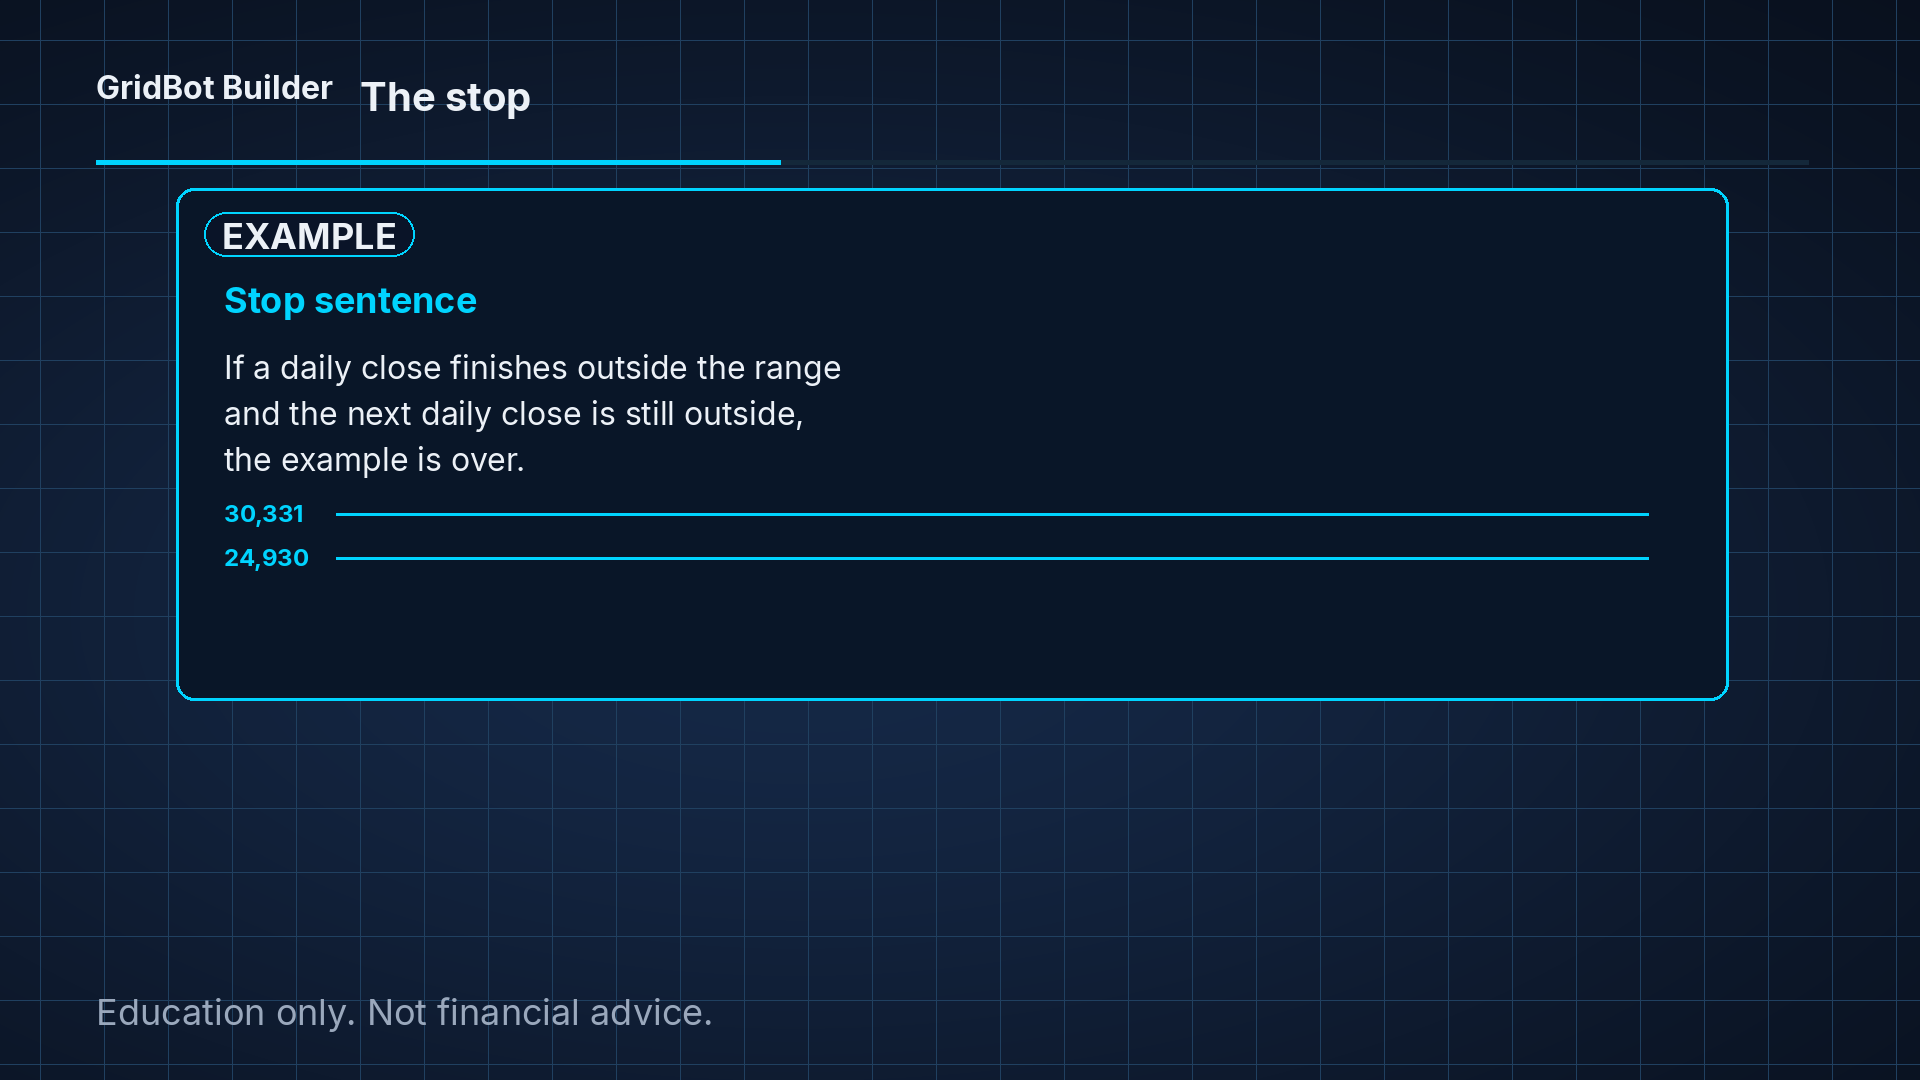 GridBot Builder
The stop
EXAMPLE
Stop sentence
If a daily close finishes outside the range
and the next daily close is still outside,
the example is over.
30,331
24,930
Education only. Not financial advice.